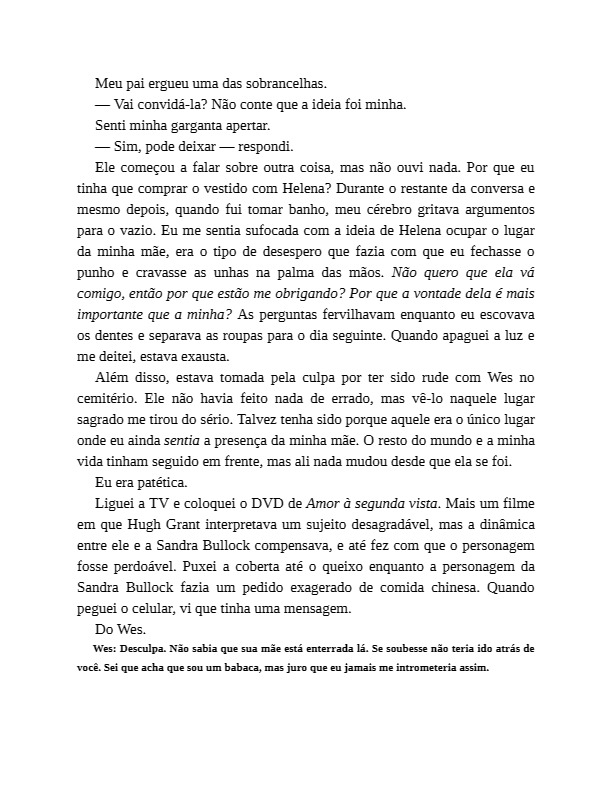 Meu pai ergueu uma das sobrancelhas.
— Vai convidá-la? Não conte que a ideia foi minha.
Senti minha garganta apertar.
— Sim, pode deixar — respondi.
Ele começou a falar sobre outra coisa, mas não ouvi nada. Por que eu
tinha que comprar o vestido com Helena? Durante o restante da conversa e
mesmo depois, quando fui tomar banho, meu cérebro gritava argumentos
para o vazio. Eu me sentia sufocada com a ideia de Helena ocupar o lugar
da minha mãe, era o tipo de desespero que fazia com que eu fechasse o
punho e cravasse as unhas na palma das mãos. Não quero que ela vá
comigo, então por que estão me obrigando? Por que a vontade dela é mais
importante que a minha? As perguntas fervilhavam enquanto eu escovava
os dentes e separava as roupas para o dia seguinte. Quando apaguei a luz e
me deitei, estava exausta.
Além disso, estava tomada pela culpa por ter sido rude com Wes no
cemitério. Ele não havia feito nada de errado, mas vê-lo naquele lugar
sagrado me tirou do sério. Talvez tenha sido porque aquele era o único lugar
onde eu ainda sentia a presença da minha mãe. O resto do mundo e a minha
vida tinham seguido em frente, mas ali nada mudou desde que ela se foi.
Eu era patética.
Liguei a TV e coloquei o DVD de Amor à segunda vista. Mais um filme
em que Hugh Grant interpretava um sujeito desagradável, mas a dinâmica
entre ele e a Sandra Bullock compensava, e até fez com que o personagem
fosse perdoável. Puxei a coberta até o queixo enquanto a personagem da
Sandra Bullock fazia um pedido exagerado de comida chinesa. Quando
peguei o celular, vi que tinha uma mensagem.
Do Wes.
Wes: Desculpa. Não sabia que sua mãe está enterrada lá. Se soubesse não teria ido atrás de
você. Sei que acha que sou um babaca, mas juro que eu jamais me intrometeria assim.